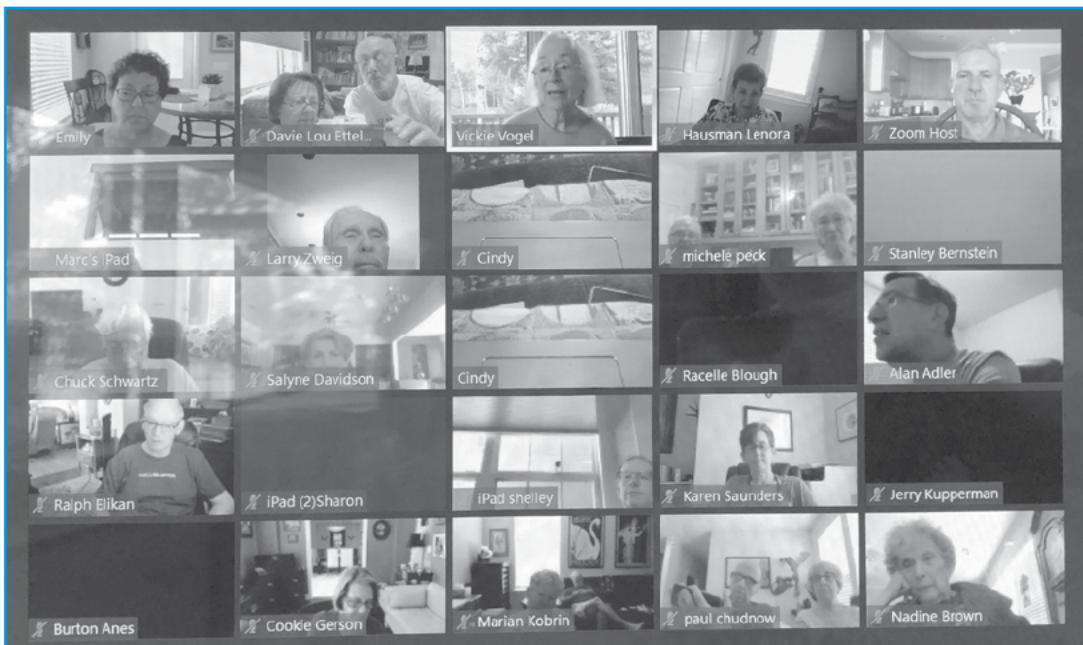 Emily
Davie Lou Ettel...
Vickie Vogel
Hausman Lenora
Zoom Host
Marc's iPad
Larry Zweig
Cindy
michele peck
Stanley Bernstein
Chuck Schwartz
Salyne Davidson
Cindy
Racelle Blough
Alan Adler
Ralph Elikan
iPad (2)Sharon
iPad shelley
Karen Saunders
Jerry Kupperman
Burton Anes
Cookie Gerson
Marian Kobrin
paul chudnow
Nadine Brown